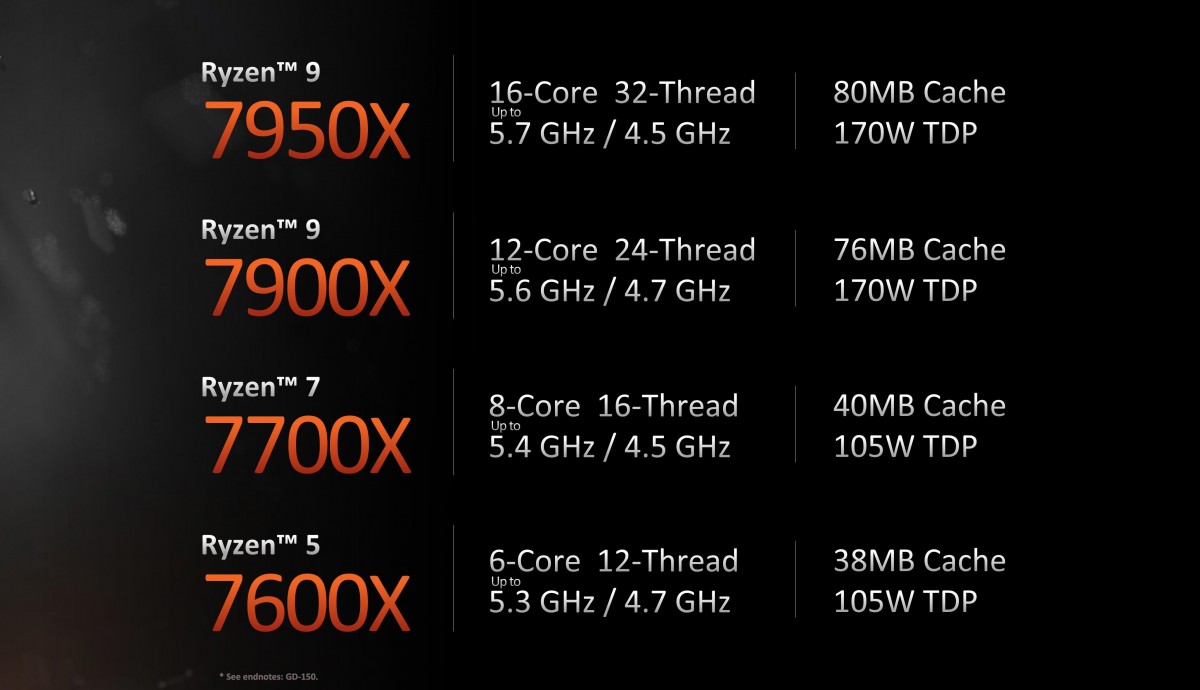 Ryzen™ 9
7950X
16-Core 32-Thread
Up to
5.7 GHz / 4.5 GHz
80MB Cache
170W TDP
Ryzen™ 9
7900X
12-Core 24-Thread
Up to
5.6 GHz / 4.7 GHz
76MB Cache
170W TDP
Ryzen™ 7
7700X
8-Core 16-Thread
Up to
5.4 GHz / 4.5 GHz
40MB Cache
105W TDP
Ryzen™ 5
7600X
6-Core 12-Thread
Up to
5.3 GHz / 4.7 GHz
38MB Cache
105W TDP
* See endnotes: GD-150.